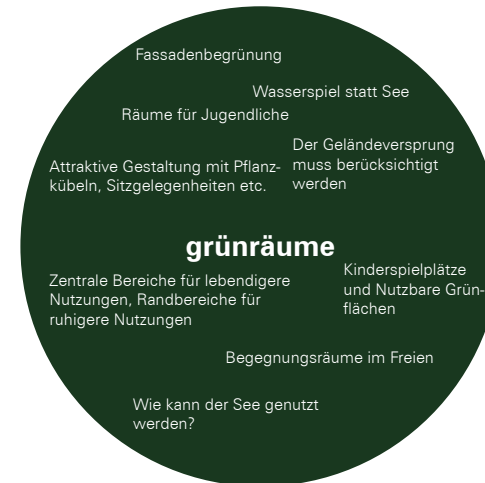 Fassadenbegrünung
Wasserspiel statt See
Räume für Jugendliche
Der Geländeversprung
muss berücksichtigt
werden
Attraktive Gestaltung mit Pflanz-
kübeln, Sitzgelegenheiten etc.
grünräume
Kinderspielplätze
und Nutzbare Grün-
flächen
Zentrale Bereiche für lebendigere
Nutzungen, Randbereiche für
ruhigere Nutzungen
Begegnungsräume im Freien
Wie kann der See genutzt
werden?